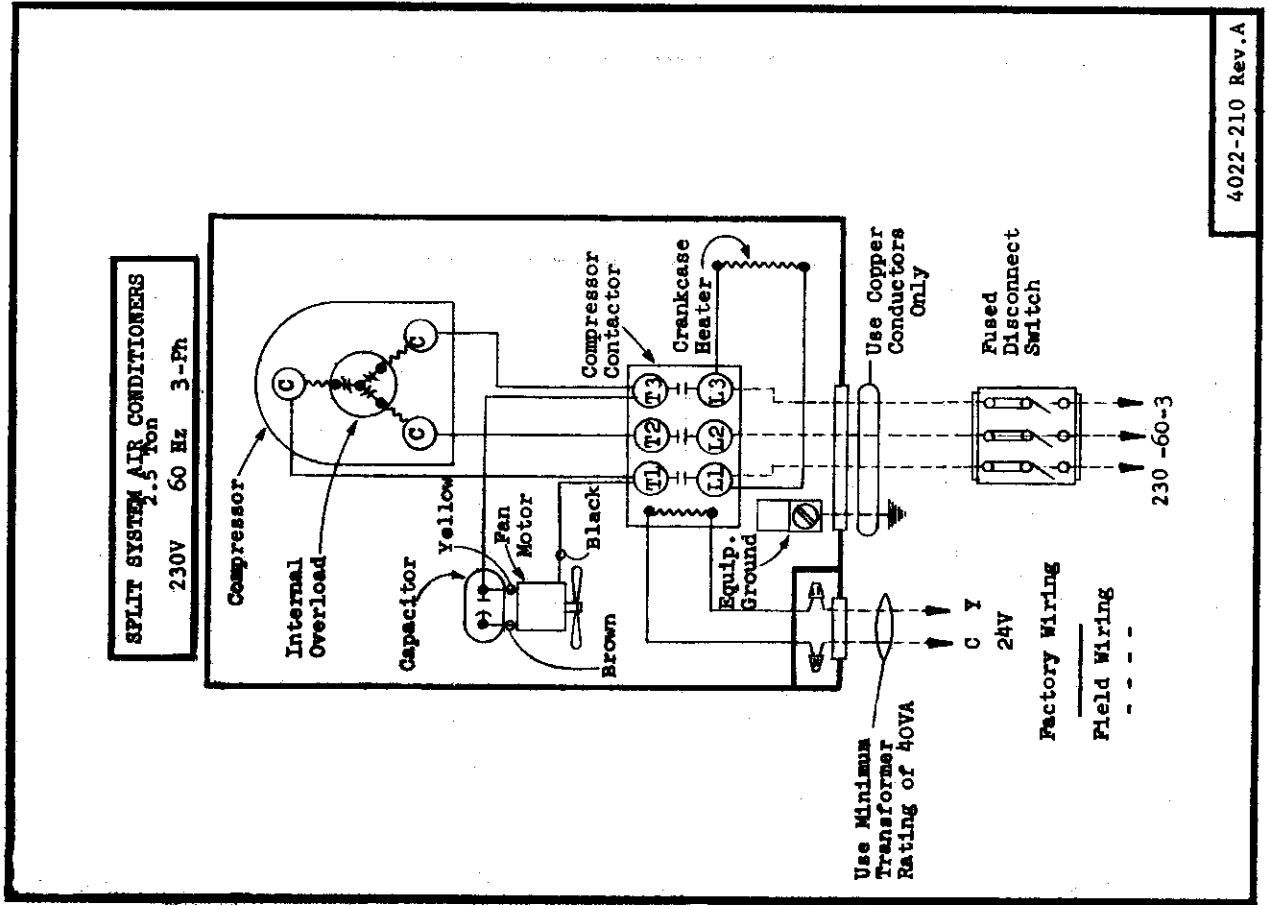 SPLIT SYSTEM AIR CONDITIONERS
2.5 Ton
230V 60 Hz 3-Ph
Compressor
Internal
Overload
Capacitor
Yellow
Fan
Motor
Brown
Black
C
C
C
Compressor
Contactor
T1 T2 T3
L1 L2 L3
Crankcase
Heater
Equip.
Ground
Use Copper
Conductors
Only
Fused
Disconnect
Switch
230-60-3
C Y
24V
Use Minimum
Transformer
Rating of 40VA
Factory Wiring
Field Wiring
4022-210 Rev.A